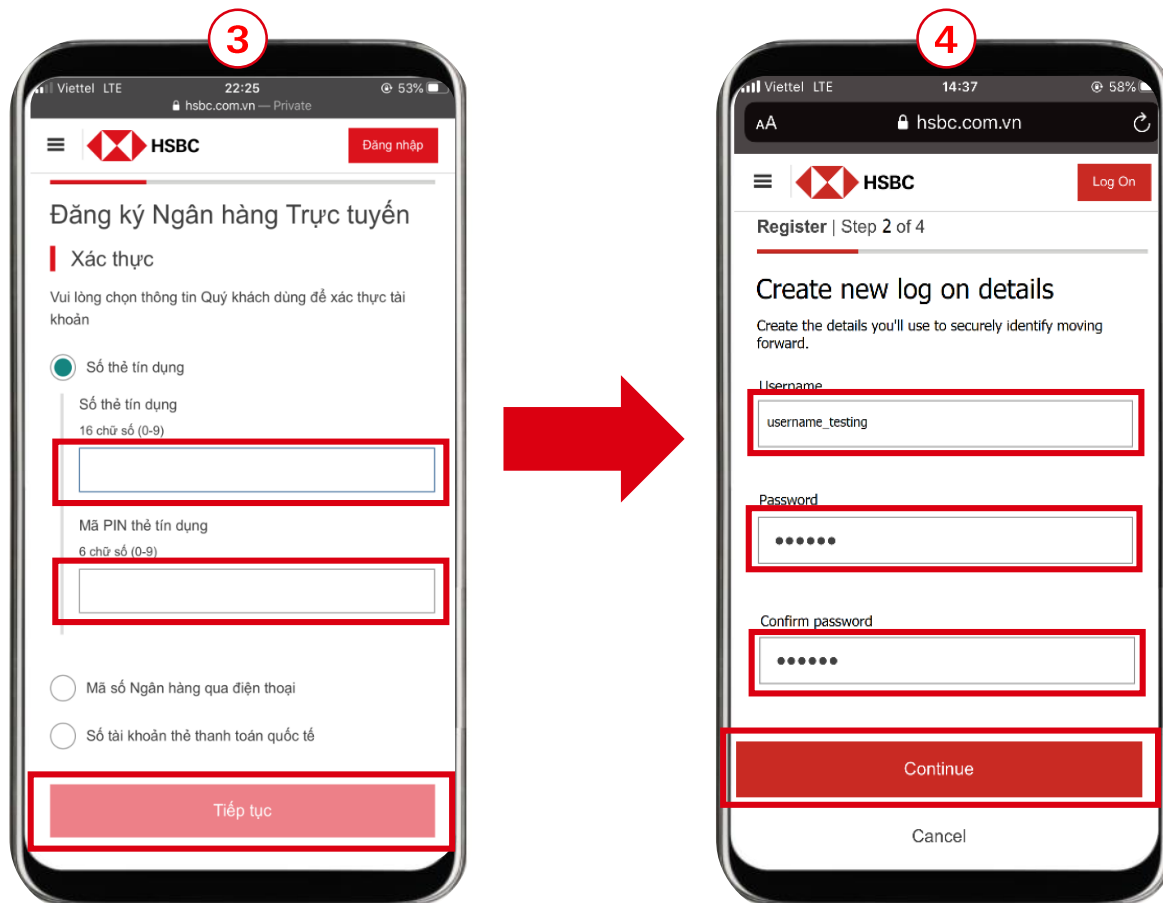 3
Viettel LTE 22:25 53%
hsbc.com.vn — Private
HSBC
Đăng nhập
Đăng ký Ngân hàng Trực tuyến
Xác thực
Vui lòng chọn thông tin Quý khách dùng để xác thực tài
khoản
Số thẻ tín dụng
Số thẻ tín dụng
16 chữ số (0-9)
Mã PIN thẻ tín dụng
6 chữ số (0-9)
Mã số Ngân hàng qua điện thoại
Số tài khoản thẻ thanh toán quốc tế
Tiếp tục
4
Viettel LTE 14:37 58%
AA hsbc.com.vn
HSBC
Log On
Register | Step 2 of 4
Create new log on details
Create the details you'll use to securely identify moving
forward.
Username
username_testing
Password
••••••
Confirm password
••••••
Continue
Cancel